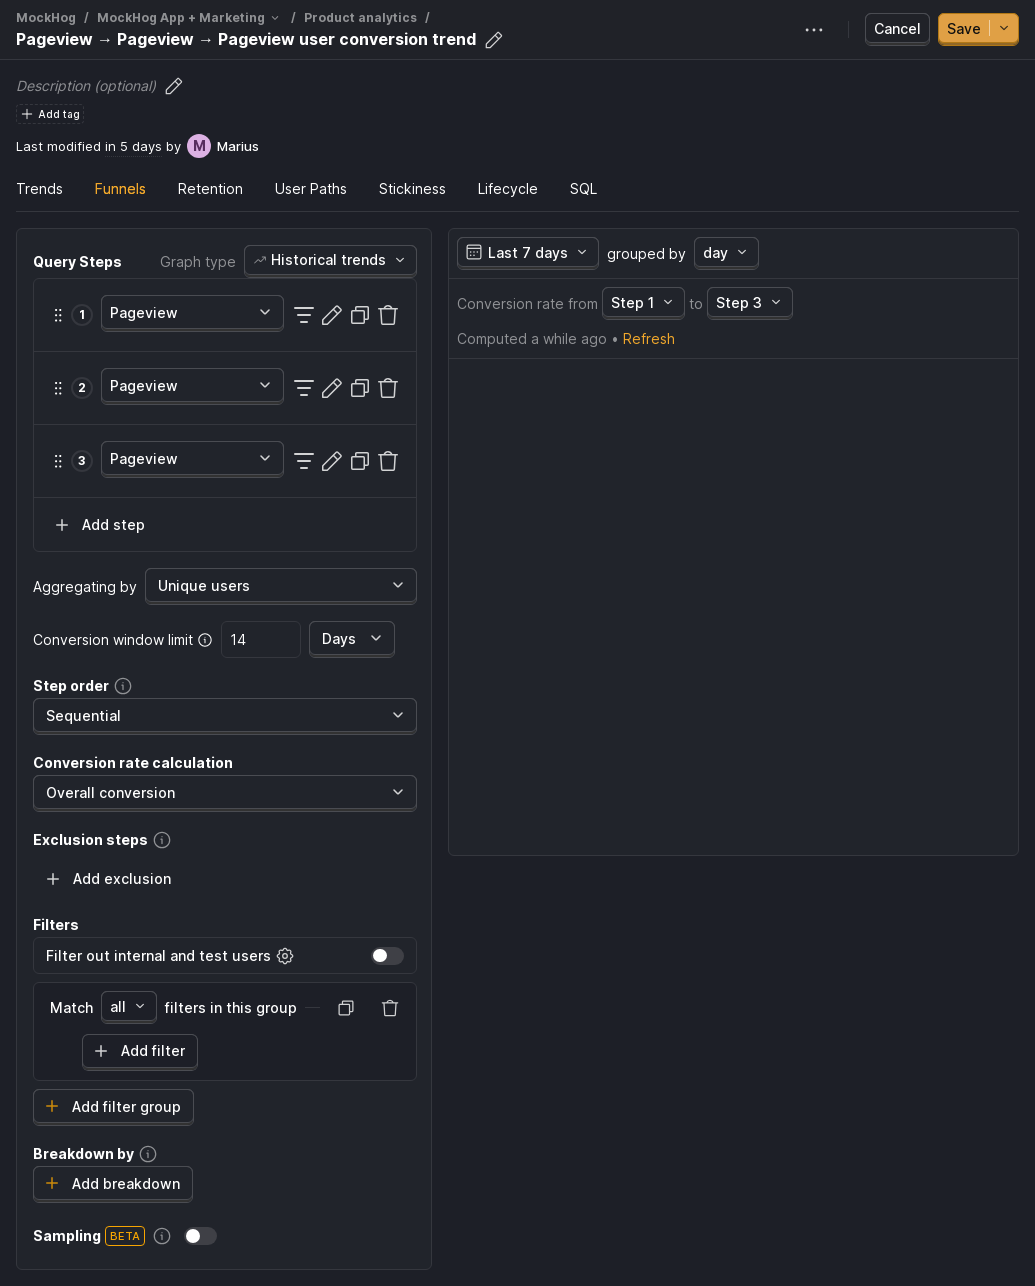 MockHog / MockHog App + Marketing / Product analytics /
Pageview → Pageview → Pageview user conversion trend
Cancel
Save
Description (optional)
Add tag
Last modified in 5 days by M Marius
Trends Funnels Retention User Paths Stickiness Lifecycle SQL
Query Steps
Graph type Historical trends
1 Pageview
2 Pageview
3 Pageview
Add step
Aggregating by Unique users
Conversion window limit 14 Days
Step order
Sequential
Conversion rate calculation
Overall conversion
Exclusion steps
Add exclusion
Filters
Filter out internal and test users
Match all filters in this group
Add filter
Add filter group
Breakdown by
Add breakdown
Sampling BETA
Last 7 days grouped by day
Conversion rate from Step 1 to Step 3
Computed a while ago • Refresh